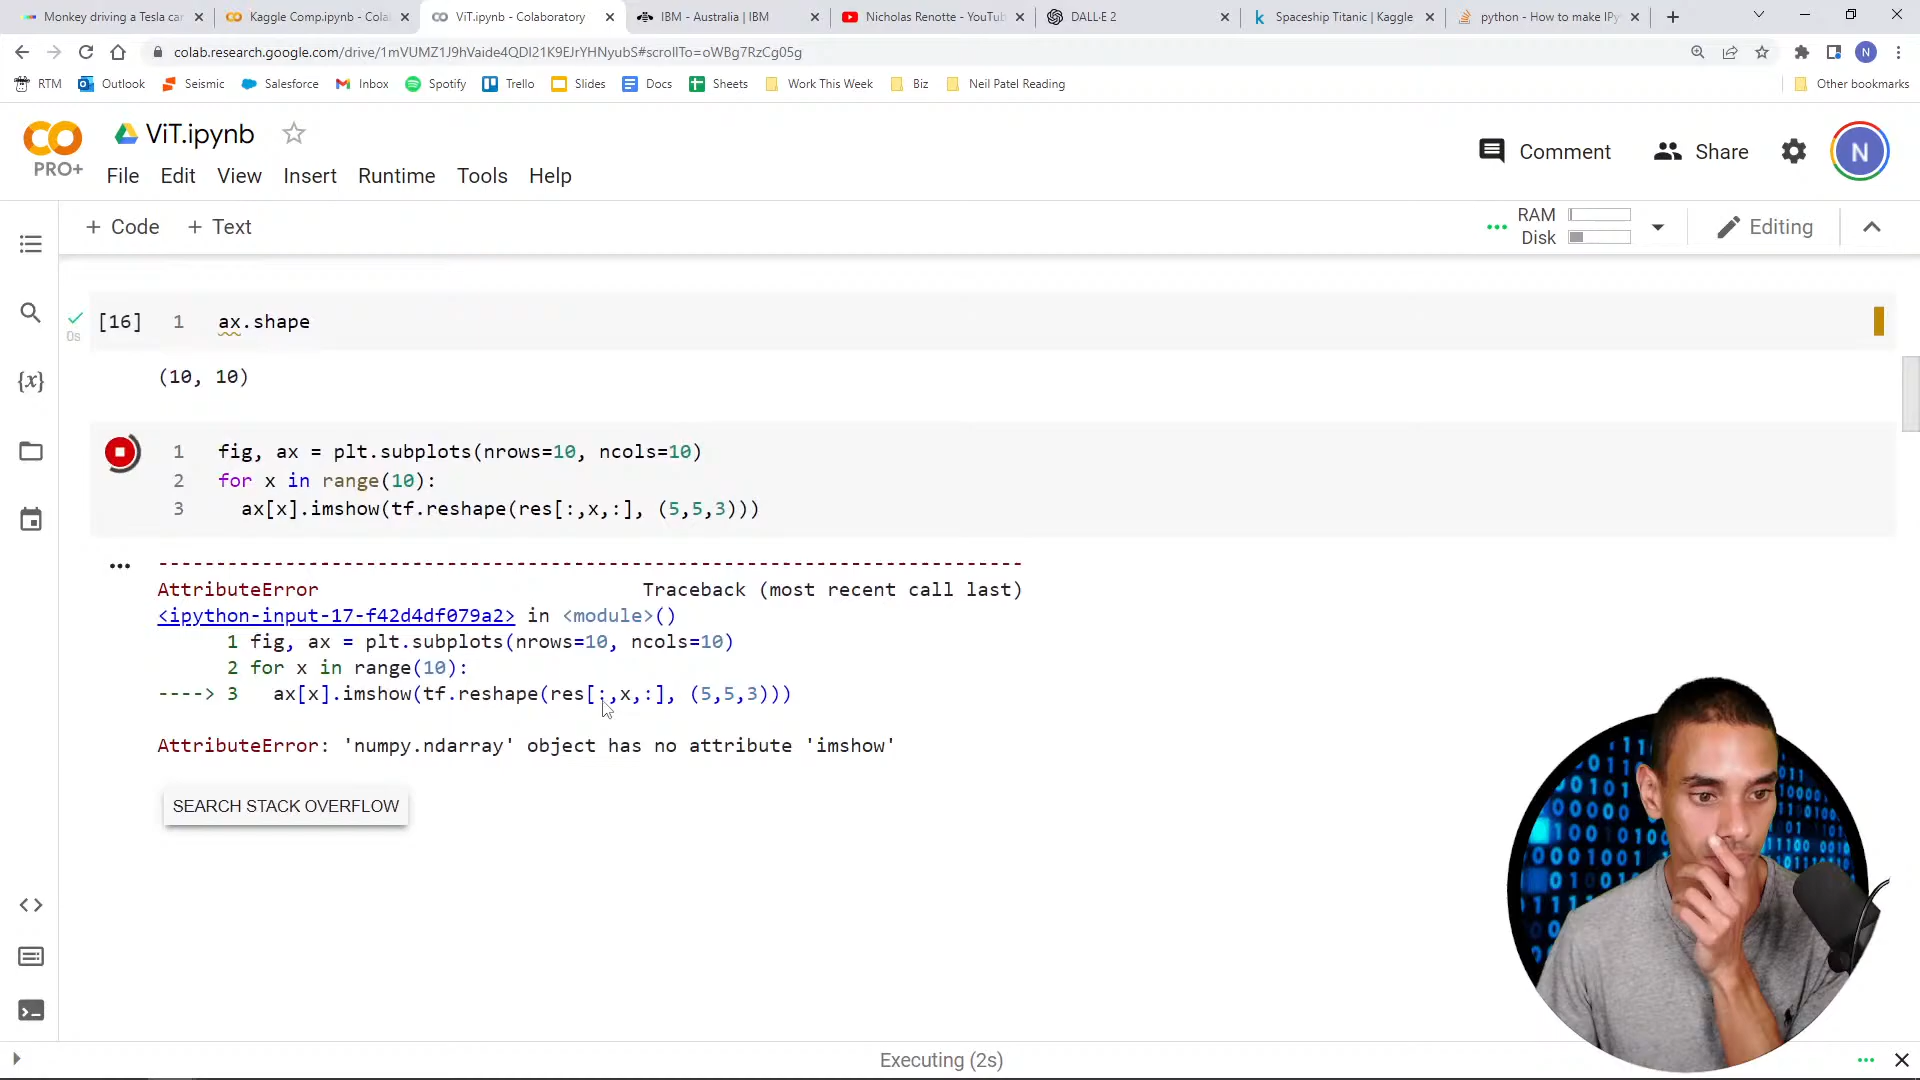 Monkey driving a Tesla car
Kaggle Comp.ipynb - Cola
ViT.ipynb - Colaboratory
IBM - Australia | IBM
Nicholas Renotte - YouTub
DALL·E 2
Spaceship Titanic | Kaggle
python - How to make IPy
colab.research.google.com/drive/1mVUMZ1J9hVaide4QDI21K9EJrYHNyubS#scrollTo=oWBg7RzCg05g
N
RTM
Outlook
Seismic
Salesforce
Inbox
Spotify
Trello
Slides
Docs
Sheets
Work This Week
Biz
Neil Patel Reading
Other bookmarks
CO
PRO+
ViT.ipynb
File Edit View Insert Runtime Tools Help
Comment
Share
N
+ Code + Text
RAM
Disk
Editing
0s
[16] 1 ax.shape
(10, 10)
1 fig, ax = plt.subplots(nrows=10, ncols=10)
2 for x in range(10):
3 ax[x].imshow(tf.reshape(res[:,x,:], (5,5,3)))
---------------------------------------------------------------------------
AttributeError Traceback (most recent call last)
<ipython-input-17-f42d4df079a2> in <module>()
1 fig, ax = plt.subplots(nrows=10, ncols=10)
2 for x in range(10):
----> 3 ax[x].imshow(tf.reshape(res[:,x,:], (5,5,3)))
AttributeError: 'numpy.ndarray' object has no attribute 'imshow'
SEARCH STACK OVERFLOW
Executing (2s)